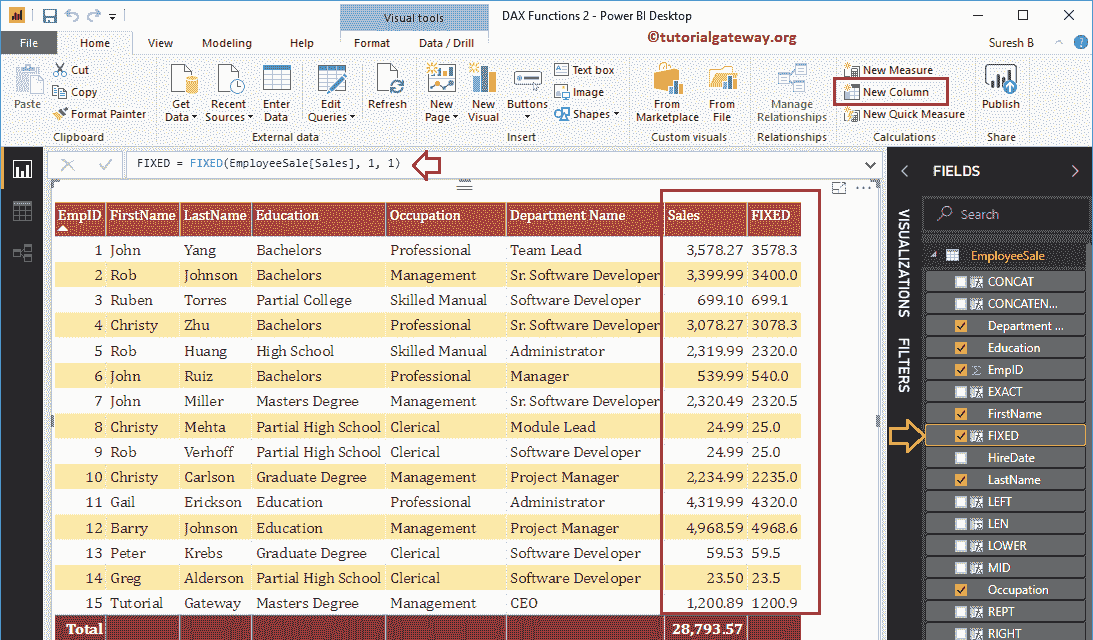 Visual tools
DAX Functions 2 - Power BI Desktop
File Home View Modeling Help Format Data / Drill
©tutorialgateway.org
Suresh B
Paste
Cut
Copy
Format Painter
Clipboard
Get Data
Recent Sources
Enter Data
Edit Queries
Refresh
External data
New Page
New Visual
Buttons
Text box
Image
Shapes
Insert
From Marketplace
From File
Custom visuals
Manage Relationships
Relationships
New Measure
New Column
New Quick Measure
Calculations
Publish
Share
FIXED = FIXED(EmployeeSale[Sales], 1, 1)
EmpID FirstName LastName Education Occupation Department Name Sales FIXED
1 John Yang Bachelors Professional Team Lead 3,578.27 3578.3
2 Rob Johnson Bachelors Management Sr. Software Developer 3,399.99 3400.0
3 Ruben Torres Partial College Skilled Manual Software Developer 699.10 699.1
4 Christy Zhu Bachelors Professional Sr. Software Developer 3,078.27 3078.3
5 Rob Huang High School Skilled Manual Administrator 2,319.99 2320.0
6 John Ruiz Bachelors Professional Manager 539.99 540.0
7 John Miller Masters Degree Management Sr. Software Developer 2,320.49 2320.5
8 Christy Mehta Partial High School Clerical Module Lead 24.99 25.0
9 Rob Verhoff Partial High School Clerical Software Developer 24.99 25.0
10 Christy Carlson Graduate Degree Management Project Manager 2,234.99 2235.0
11 Gail Erickson Education Professional Administrator 4,319.99 4320.0
12 Barry Johnson Education Management Project Manager 4,968.59 4968.6
13 Peter Krebs Graduate Degree Clerical Software Developer 59.53 59.5
14 Greg Alderson Partial High School Clerical Software Developer 23.50 23.5
15 Tutorial Gateway Masters Degree Management CEO 1,200.89 1200.9
Total 28,793.57
VISUALIZATIONS
FILTERS
FIELDS
Search
EmployeeSale
CONCAT
CONCATEN...
Department ...
Education
EmpID
EXACT
FirstName
FIXED
HireDate
LastName
LEFT
LEN
LOWER
MID
Occupation
REPT
RIGHT